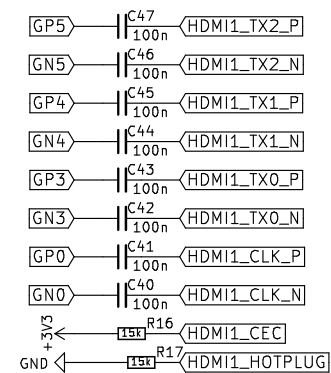 GP5 C47 100n HDMI1_TX2_P
GN5 C46 100n HDMI1_TX2_N
GP4 C45 100n HDMI1_TX1_P
GN4 C44 100n HDMI1_TX1_N
GP3 C43 100n HDMI1_TX0_P
GN3 C42 100n HDMI1_TX0_N
GP0 C41 100n HDMI1_CLK_P
GN0 C40 100n HDMI1_CLK_N
+3V3 15k R16 HDMI1_CEC
GND 15k R17 HDMI1_HOTPLUG